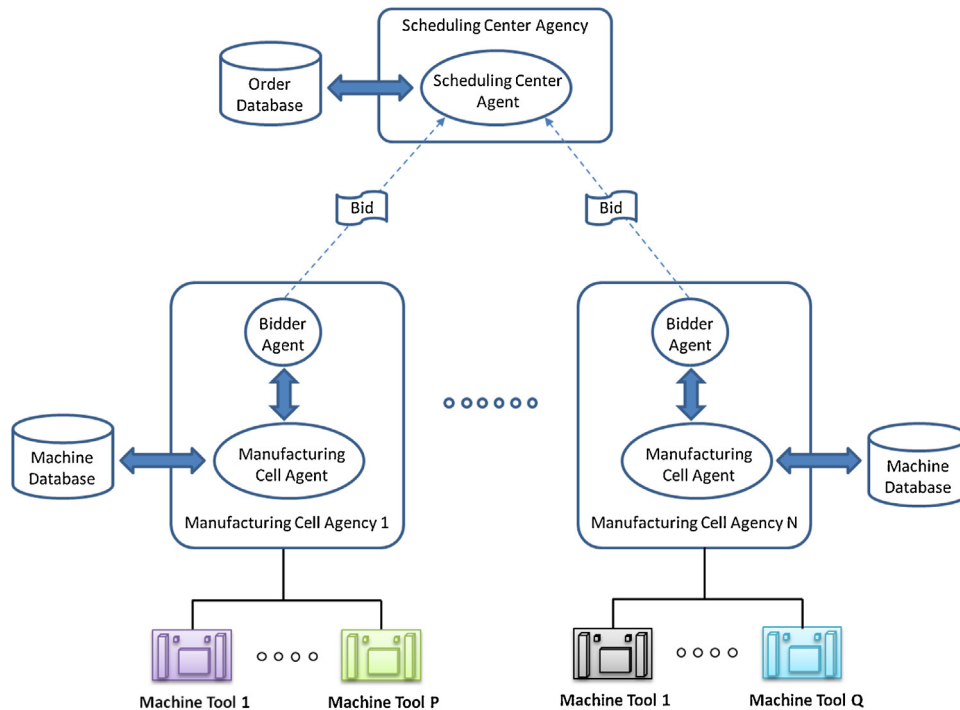 Scheduling Center Agency
Order
Database
Scheduling Center
Agent
Bid
Bid
Bidder
Agent
Bidder
Agent
Machine
Database
Manufacturing
Cell Agent
Manufacturing
Cell Agent
Machine
Database
Manufacturing Cell Agency 1
Manufacturing Cell Agency N
Machine Tool 1
Machine Tool P
Machine Tool 1
Machine Tool Q